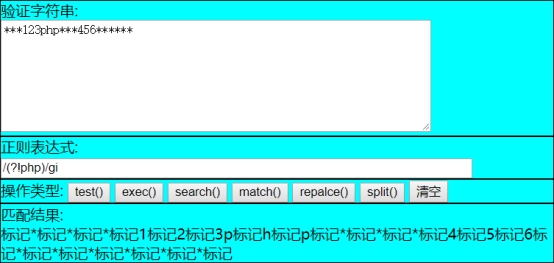 验证字符串:
***123php***456******
正则表达式:
/(?!php)/gi
操作类型: test() exec() search() match() repalce() split() 清空
匹配结果:
标记*标记*标记*标记1标记2标记3p标记h标记p标记*标记*标记*标记4标记5标记6标
记*标记*标记*标记*标记*标记*标记